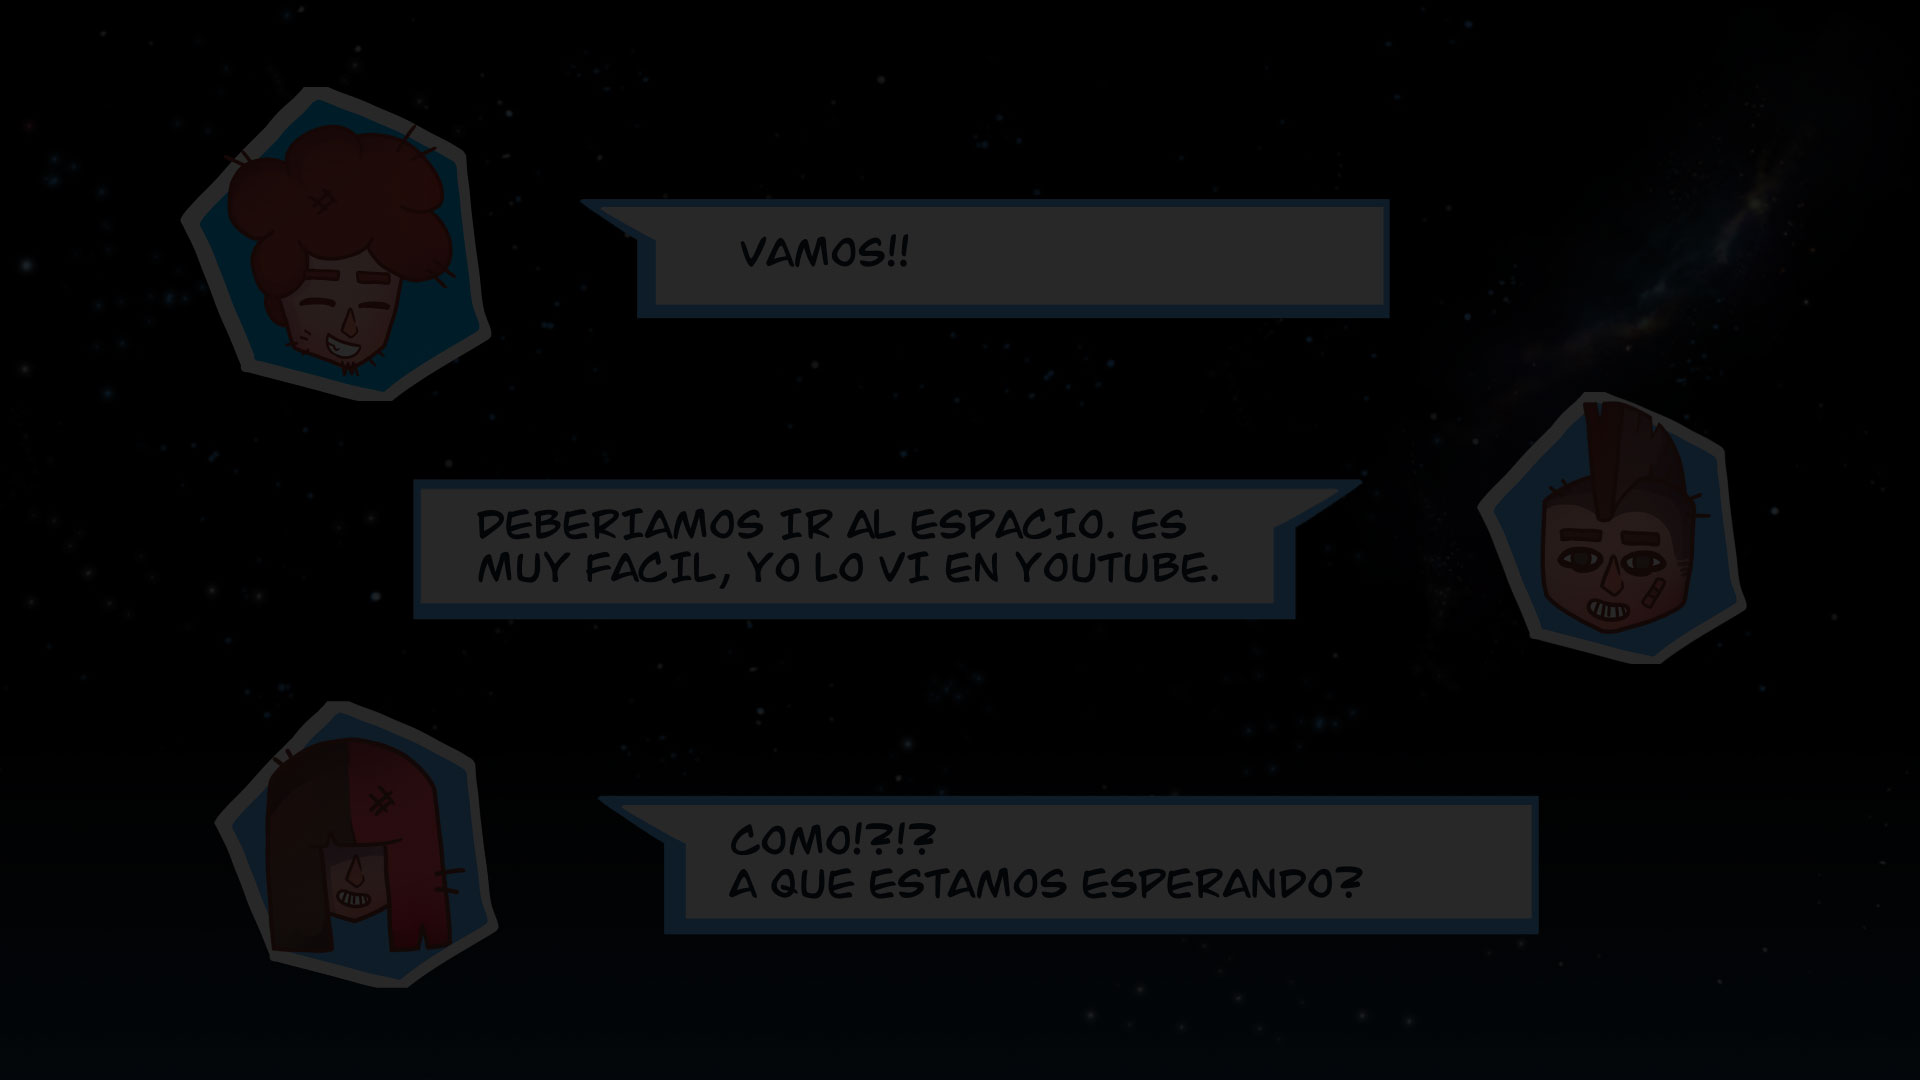 VAMOS!!
DEBERIAMOS IR AL ESPACIO. ES
MUY FACIL, YO LO VI EN YOUTUBE.
COMO!?!?
A QUE ESTAMOS ESPERANDO?